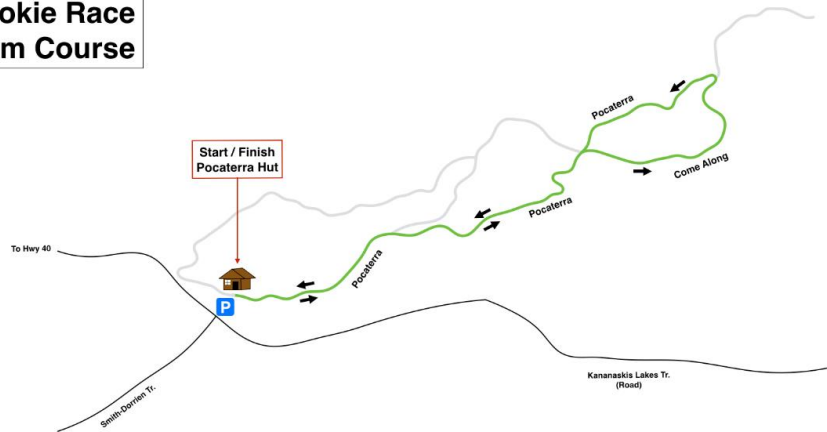 okie Race
m Course
Start / Finish
Pocaterra Hut
Pocaterra
Come Along
Pocaterra
Pocaterra
To Hwy 40
P
Kananaskis Lakes Tr.
(Road)
Smith-Dorrien Tr.